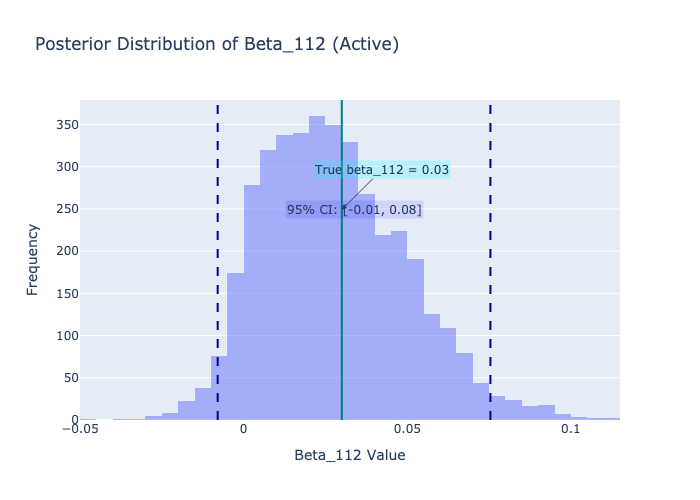 Posterior Distribution of Beta_112 (Active)
350
300
250
200
150
100
50
0
Frequency
True beta_112 = 0.03
95% CI: [-0.01, 0.08]
−0.05
0
0.05
0.1
Beta_112 Value